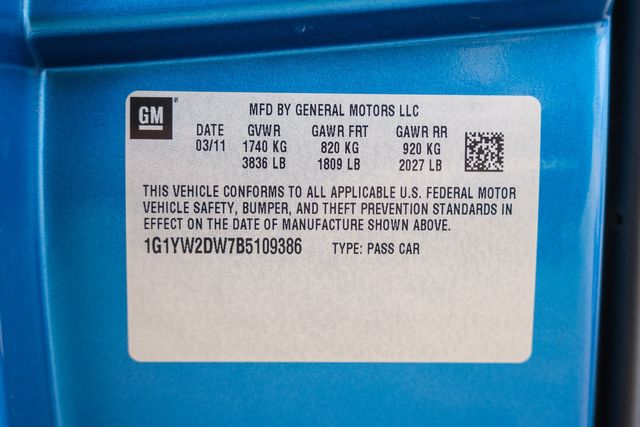 GM®
MFD BY GENERAL MOTORS LLC
DATE GVWR GAWR FRT GAWR RR
03/11 1740 KG 820 KG 920 KG
3836 LB 1809 LB 2027 LB
THIS VEHICLE CONFORMS TO ALL APPLICABLE U.S. FEDERAL MOTOR
VEHICLE SAFETY, BUMPER, AND THEFT PREVENTION STANDARDS IN
EFFECT ON THE DATE OF MANUFACTURE SHOWN ABOVE.
1G1YW2DW7B5109386 TYPE: PASS CAR